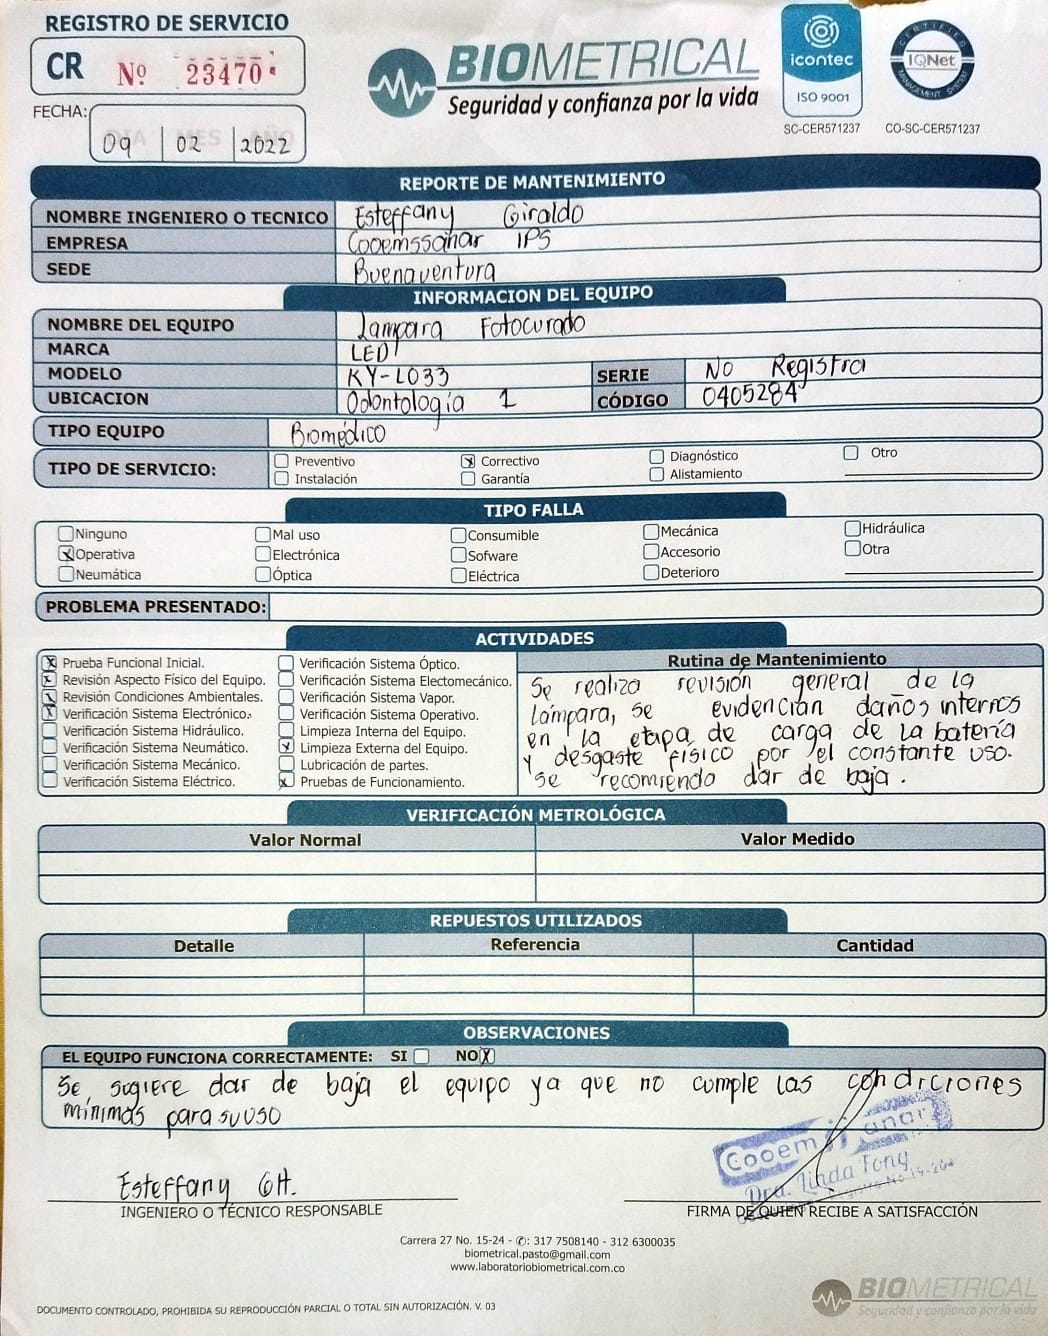 REGISTRO DE SERVICIO
CR Nº 23470
FECHA: DIA MES AÑO
09 02 2022
BIOMETRICAL
Seguridad y confianza por la vida
icontec
ISO 9001
SC-CER571237
CERTIFIED
IQNet
MANAGEMENT SYSTEM
CO-SC-CER571237
REPORTE DE MANTENIMIENTO
NOMBRE INGENIERO O TECNICO Esteffany Giraldo
EMPRESA Cooemssanar IPS
SEDE Buenaventura
INFORMACION DEL EQUIPO
NOMBRE DEL EQUIPO Lampara Fotocurado
MARCA LED
MODELO KY-L033 SERIE No Registra
UBICACION Odontología 1 CÓDIGO 0405284
TIPO EQUIPO Biomédico
TIPO DE SERVICIO:
Preventivo x Correctivo Diagnóstico Otro
Instalación Garantía Alistamiento
TIPO FALLA
Ninguno Mal uso Consumible Mecánica Hidráulica
x Operativa Electrónica Sofware Accesorio Otra
Neumática Óptica Eléctrica Deterioro
PROBLEMA PRESENTADO:
ACTIVIDADES
x Prueba Funcional Inicial.
x Revisión Aspecto Físico del Equipo.
x Revisión Condiciones Ambientales.
x Verificación Sistema Electrónico.
Verificación Sistema Hidráulico.
Verificación Sistema Neumático.
Verificación Sistema Mecánico.
Verificación Sistema Eléctrico.
Verificación Sistema Óptico.
Verificación Sistema Electomecánico.
Verificación Sistema Vapor.
Verificación Sistema Operativo.
Limpieza Interna del Equipo.
x Limpieza Externa del Equipo.
Lubricación de partes.
x Pruebas de Funcionamiento.
Rutina de Mantenimiento
Se realizo revisión general de la
lámpara, se evidencian daños internos
en la etapa de carga de la batería
y desgaste físico por el constante uso.
se recomienda dar de baja.
VERIFICACIÓN METROLÓGICA
Valor Normal Valor Medido
REPUESTOS UTILIZADOS
Detalle Referencia Cantidad
OBSERVACIONES
EL EQUIPO FUNCIONA CORRECTAMENTE: SI NO x
Se sugiere dar de baja el equipo ya que no cumple las condiciones
mínimas para su uso
Cooem anar
Dra. Linda Tony
Esteffany GH.
INGENIERO O TÉCNICO RESPONSABLE
FIRMA DE QUIEN RECIBE A SATISFACCIÓN
Carrera 27 No. 15-24 - ✆: 317 7508140 - 312 6300035
biometrical.pasto@gmail.com
www.laboratoriobiometrical.com.co
DOCUMENTO CONTROLADO, PROHIBIDA SU REPRODUCCIÓN PARCIAL O TOTAL SIN AUTORIZACIÓN. V. 03
BIOMETRICAL
Seguridad y confianza por la vida